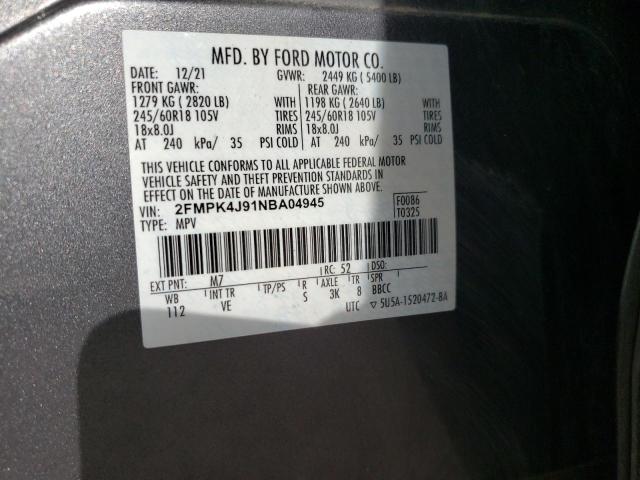 MFD. BY FORD MOTOR CO.
DATE: 12/21 GVWR: 2449 KG ( 5400 LB)
FRONT GAWR: REAR GAWR:
1279 KG ( 2820 LB) WITH 1198 KG ( 2640 LB) WITH
245/60R18 105V TIRES 245/60R18 105V TIRES
18x8.0J RIMS 18x8.0J RIMS
AT 240 kPa/ 35 PSI COLD AT 240 kPa/ 35 PSI COLD
THIS VEHICLE CONFORMS TO ALL APPLICABLE FEDERAL MOTOR
VEHICLE SAFETY AND THEFT PREVENTION STANDARDS IN
EFFECT ON THE DATE OF MANUFACTURE SHOWN ABOVE.
VIN: 2FMPK4J91NBA04945 F0086
TYPE: MPV T0325
EXT PNT: M7 RC: 52 DSO:
WB INT TR TP/PS R AXLE TR SPR
112 VE S 3K 8 BBCC
UTC ▽ 5U5A-1520472-BA